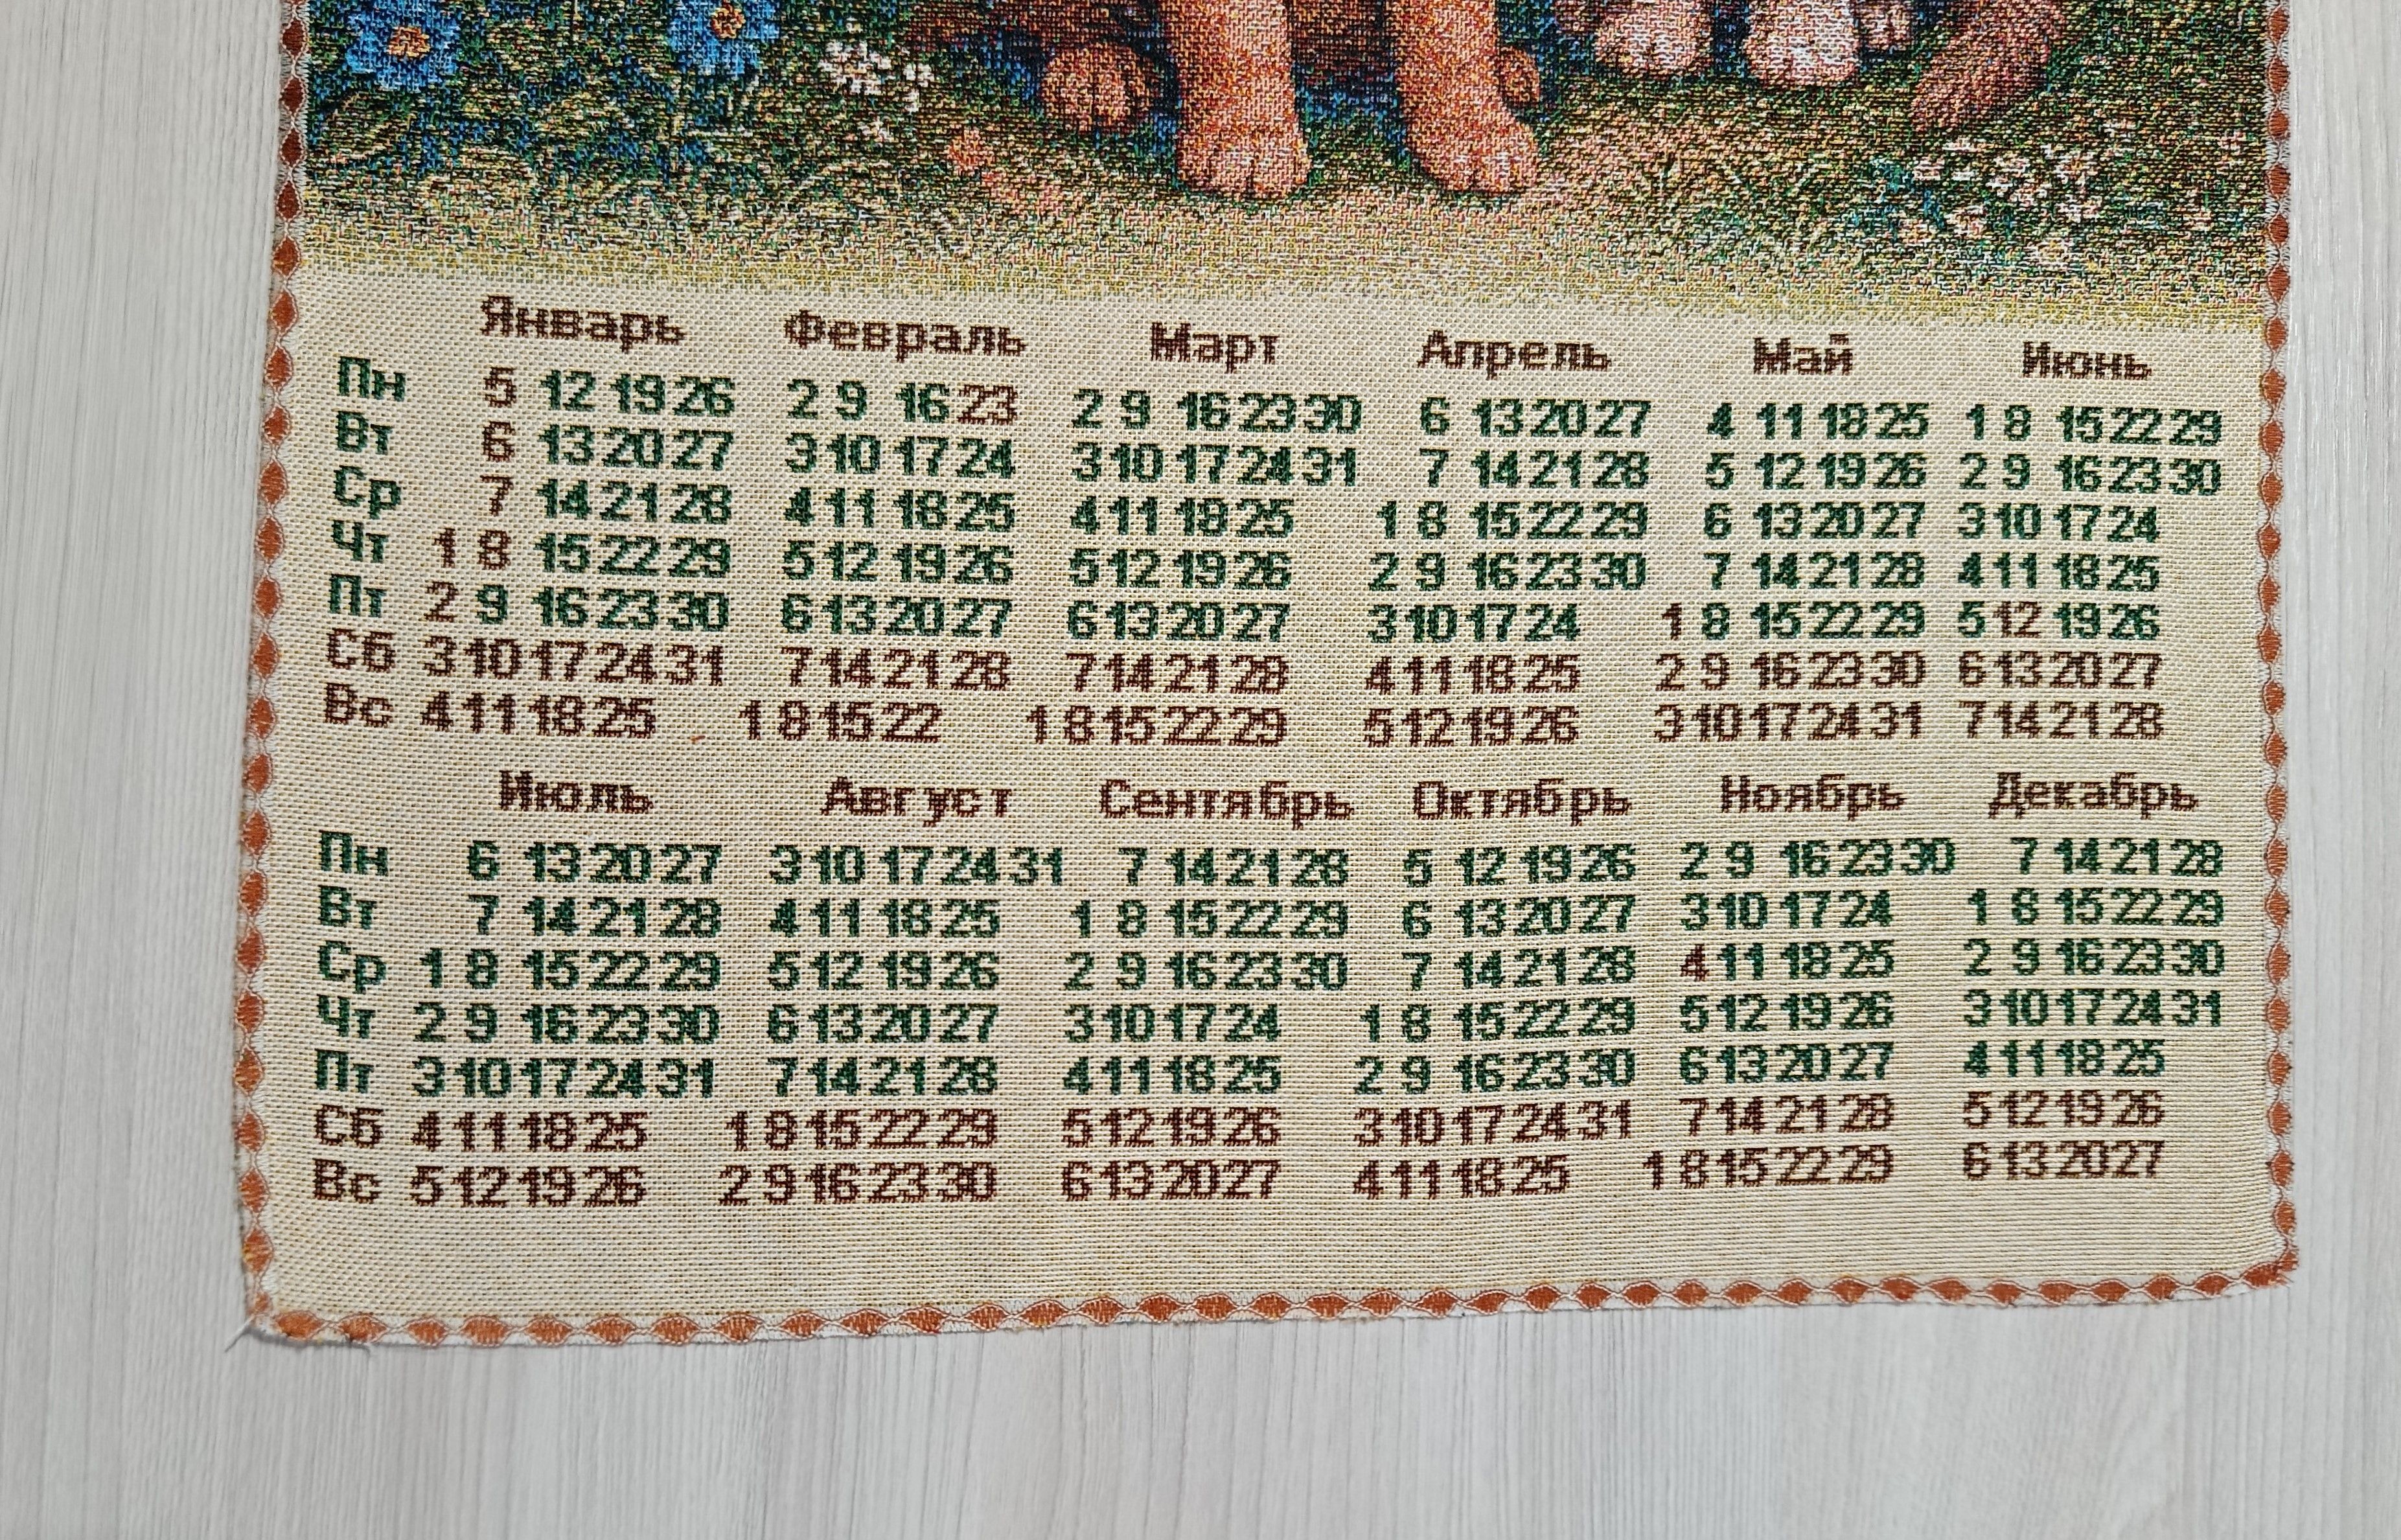 Январь Февраль Март Апрель Май Июнь
Пн 5 12 19 26 2 9 16 23 2 9 16 23 30 6 13 20 27 4 11 18 25 1 8 15 22 29
Вт 6 13 20 27 3 10 17 24 3 10 17 24 31 7 14 21 28 5 12 19 26 2 9 16 23 30
Ср 7 14 21 28 4 11 18 25 4 11 18 25 1 8 15 22 29 6 13 20 27 3 10 17 24
Чт 1 8 15 22 29 5 12 19 26 5 12 19 26 2 9 16 23 30 7 14 21 28 4 11 18 25
Пт 2 9 16 23 30 6 13 20 27 6 13 20 27 3 10 17 24 1 8 15 22 29 5 12 19 26
Сб 3 10 17 24 31 7 14 21 28 7 14 21 28 4 11 18 25 2 9 16 23 30 6 13 20 27
Вс 4 11 18 25 1 8 15 22 1 8 15 22 29 5 12 19 26 3 10 17 24 31 7 14 21 28
Июль Август Сентябрь Октябрь Ноябрь Декабрь
Пн 6 13 20 27 3 10 17 24 31 7 14 21 28 5 12 19 26 2 9 16 23 30 7 14 21 28
Вт 7 14 21 28 4 11 18 25 1 8 15 22 29 6 13 20 27 3 10 17 24 1 8 15 22 29
Ср 1 8 15 22 29 5 12 19 26 2 9 16 23 30 7 14 21 28 4 11 18 25 2 9 16 23 30
Чт 2 9 16 23 30 6 13 20 27 3 10 17 24 1 8 15 22 29 5 12 19 26 3 10 17 24 31
Пт 3 10 17 24 31 7 14 21 28 4 11 18 25 2 9 16 23 30 6 13 20 27 4 11 18 25
Сб 4 11 18 25 1 8 15 22 29 5 12 19 26 3 10 17 24 31 7 14 21 28 5 12 19 26
Вс 5 12 19 26 2 9 16 23 30 6 13 20 27 4 11 18 25 1 8 15 22 29 6 13 20 27